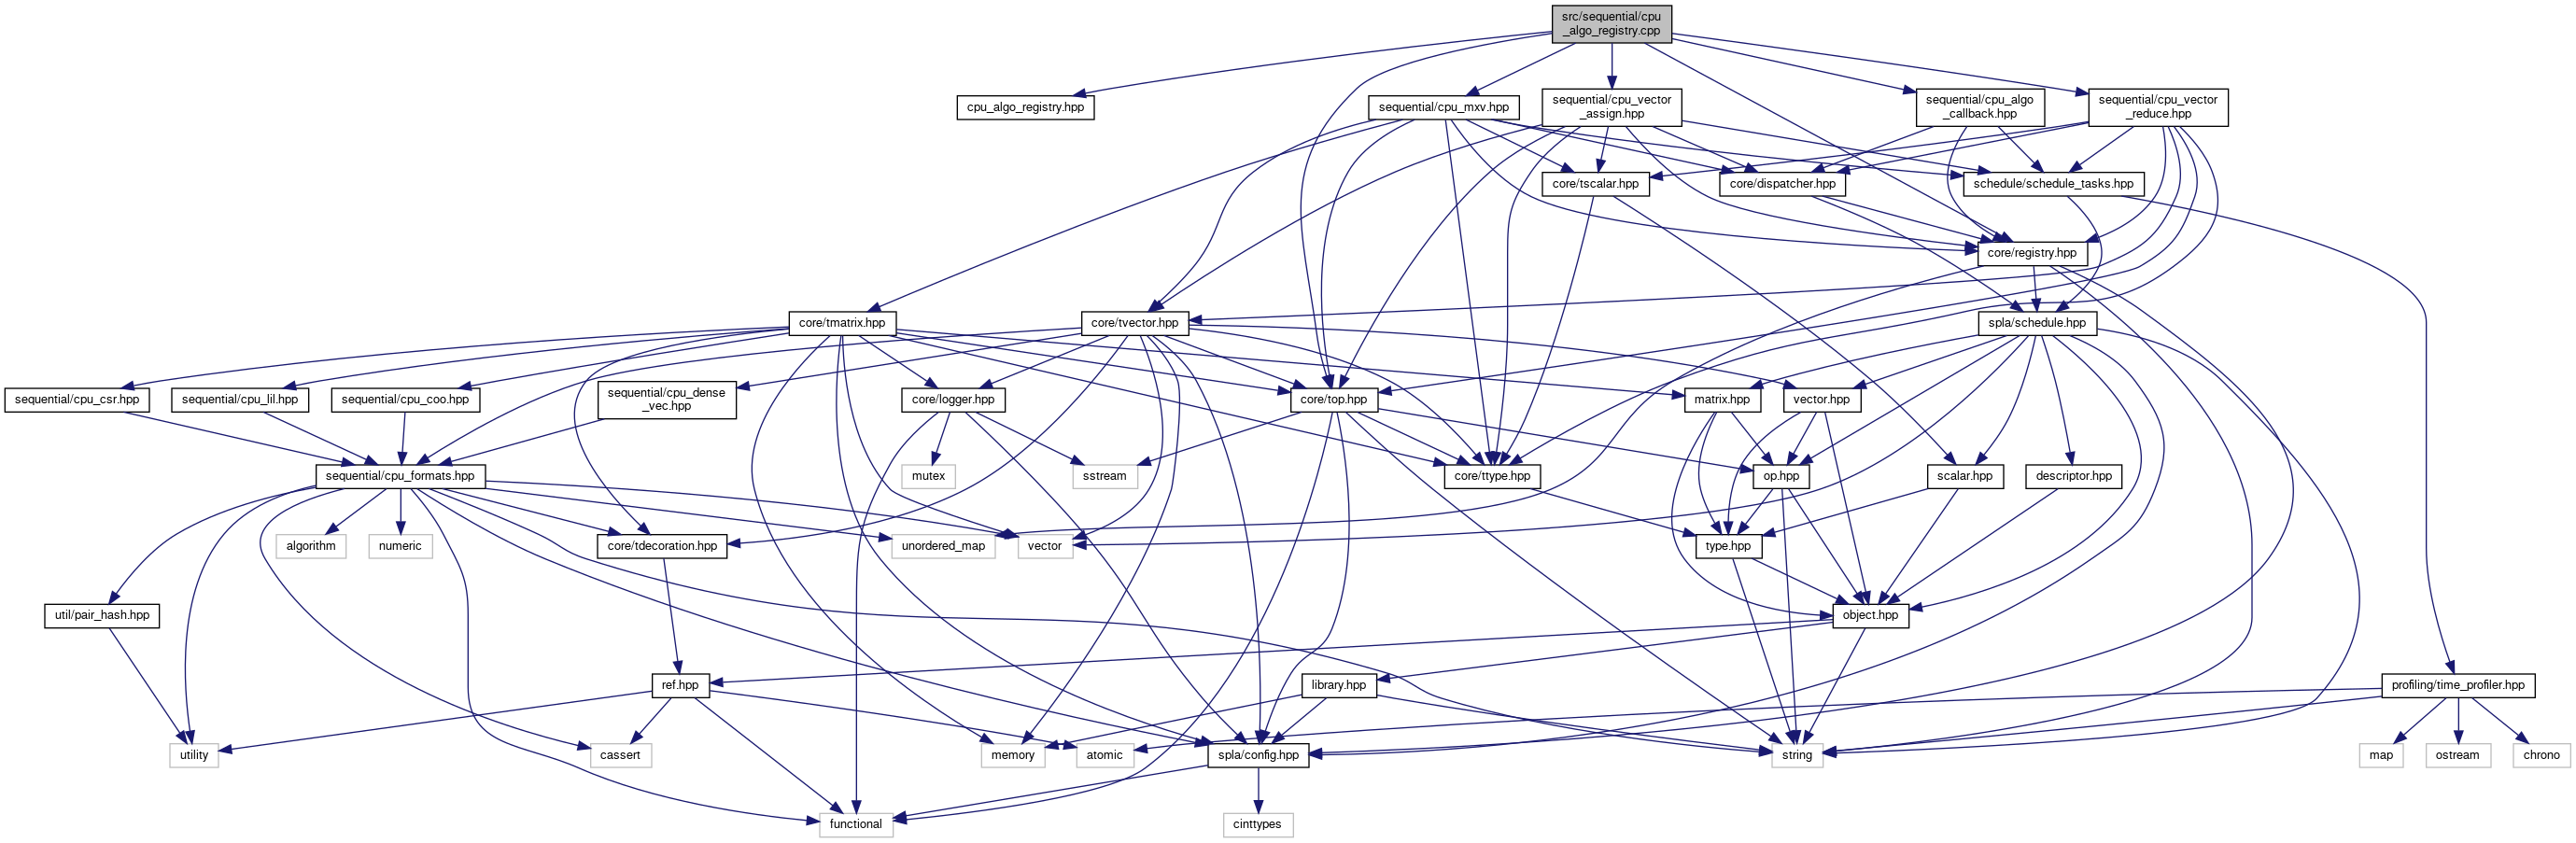 src/sequential/cpu
_algo_registry.cpp
cpu_algo_registry.hpp
sequential/cpu_mxv.hpp
sequential/cpu_vector
_assign.hpp
sequential/cpu_algo
_callback.hpp
sequential/cpu_vector
_reduce.hpp
core/tscalar.hpp
core/dispatcher.hpp
schedule/schedule_tasks.hpp
core/registry.hpp
core/tmatrix.hpp
core/tvector.hpp
spla/schedule.hpp
sequential/cpu_csr.hpp
sequential/cpu_lil.hpp
sequential/cpu_coo.hpp
sequential/cpu_dense
_vec.hpp
core/logger.hpp
core/top.hpp
matrix.hpp
vector.hpp
sequential/cpu_formats.hpp
mutex
sstream
core/ttype.hpp
op.hpp
scalar.hpp
descriptor.hpp
algorithm
numeric
core/tdecoration.hpp
unordered_map
vector
type.hpp
util/pair_hash.hpp
object.hpp
ref.hpp
library.hpp
profiling/time_profiler.hpp
utility
cassert
memory
atomic
spla/config.hpp
string
map
ostream
chrono
functional
cinttypes